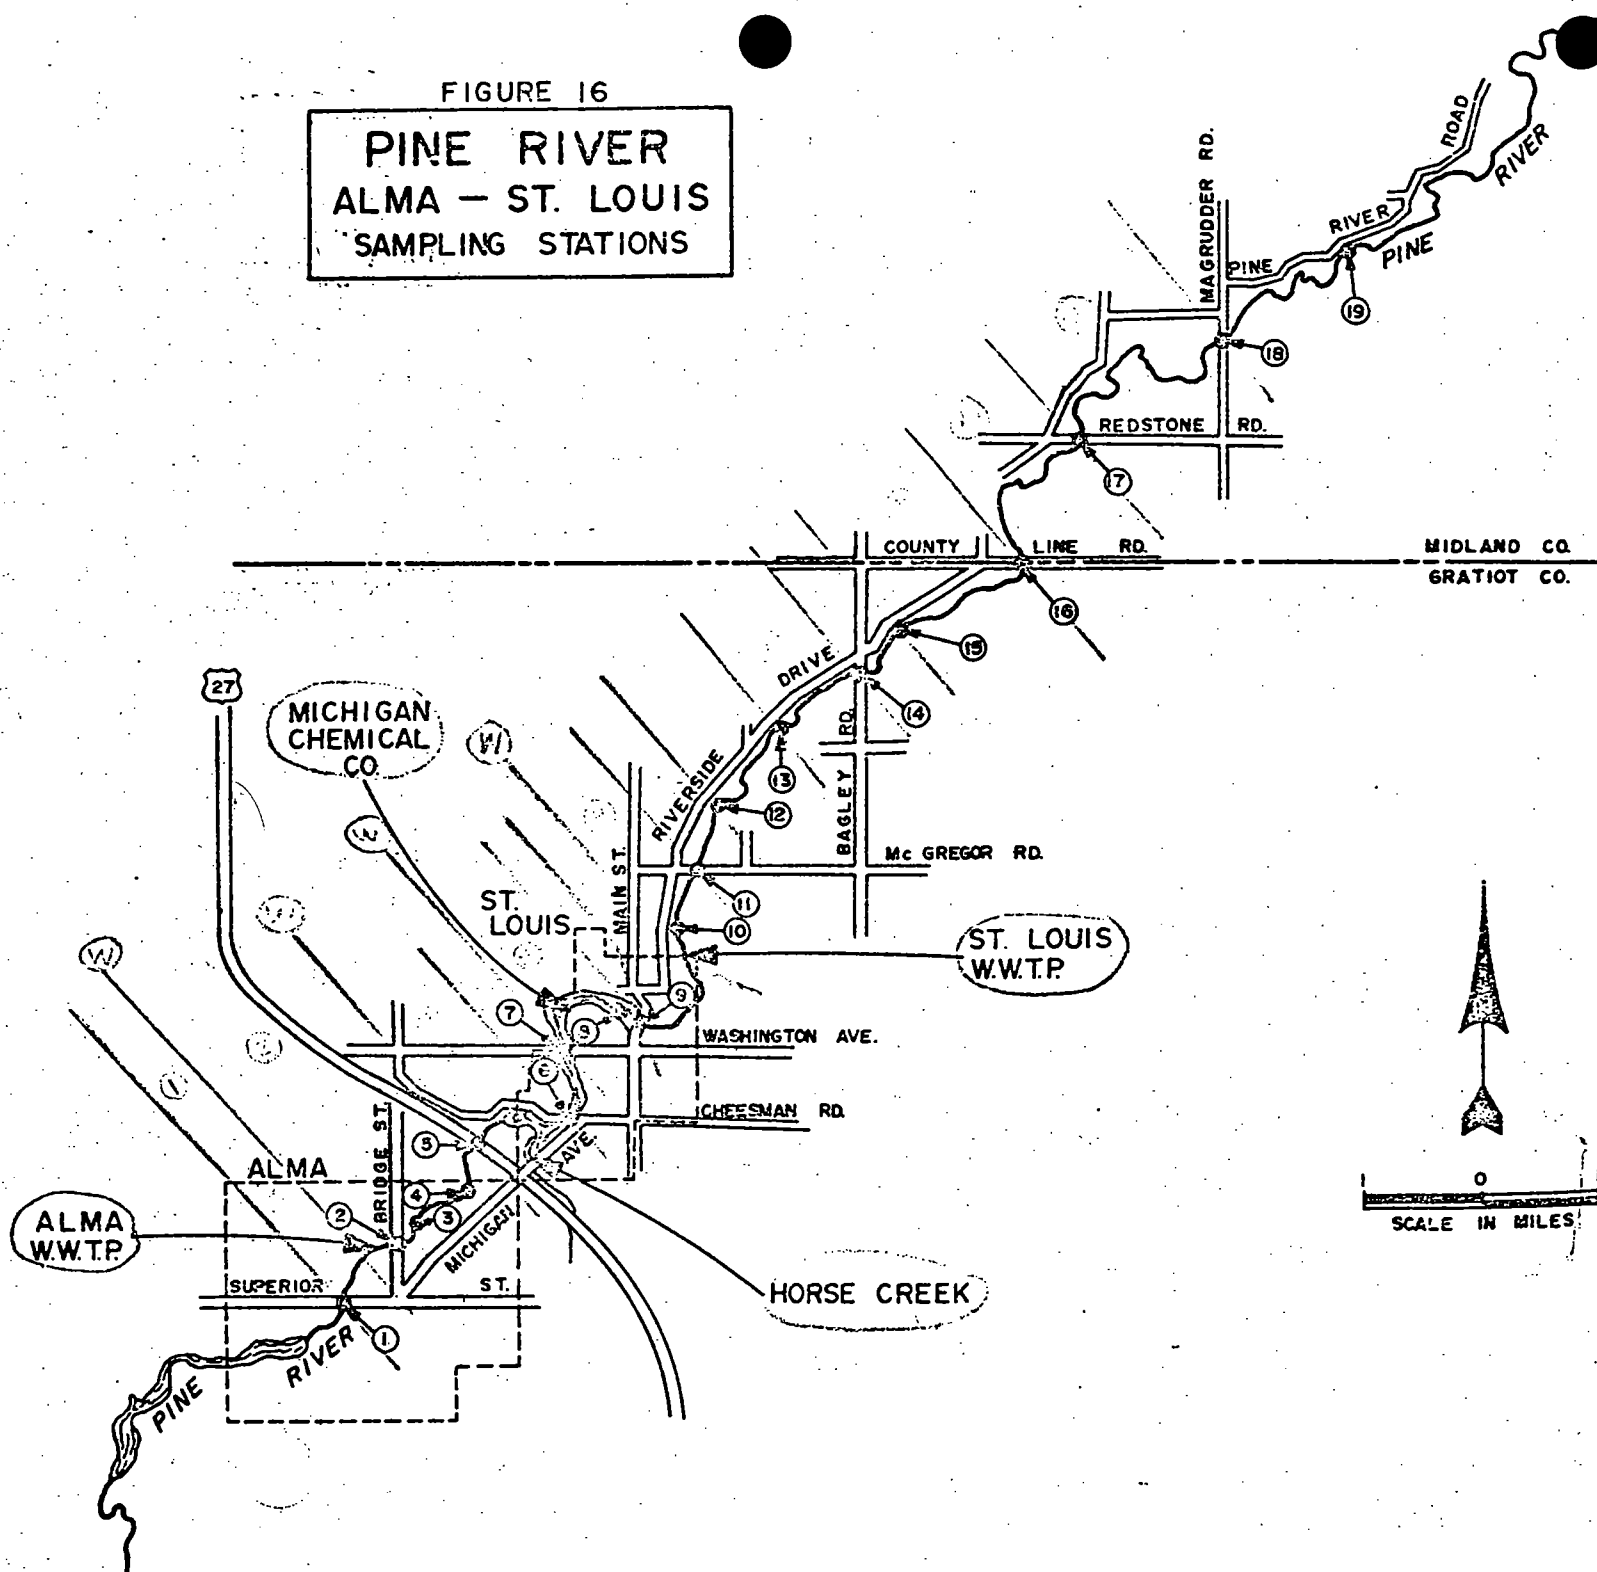 FIGURE 16
PINE RIVER
ALMA — ST. LOUIS
SAMPLING STATIONS
ROAD
RIVER
MAGRUDDER RD.
RIVER
PINE
PINE
19
18
REDSTONE RD.
17
COUNTY LINE RD.
MIDLAND CO.
GRATIOT CO.
16
15
DRIVE
27
14
MICHIGAN
CHEMICAL
CO.
W
RD.
13
RIVERSIDE
12
BAGLEY
W
Mc GREGOR RD.
MAIN ST.
ST.
LOUIS
11
10
W
ST. LOUIS
W.W.T.P.
W
9
7
8
WASHINGTON AVE.
6
1
CHEESMAN RD.
BRIDGE ST.
5
AVE
ALMA
4
O
2
3
SCALE IN MILES
ALMA
W.W.T.P.
MICHIGAN
SUPERIOR ST.
HORSE CREEK
1
RIVER
PINE